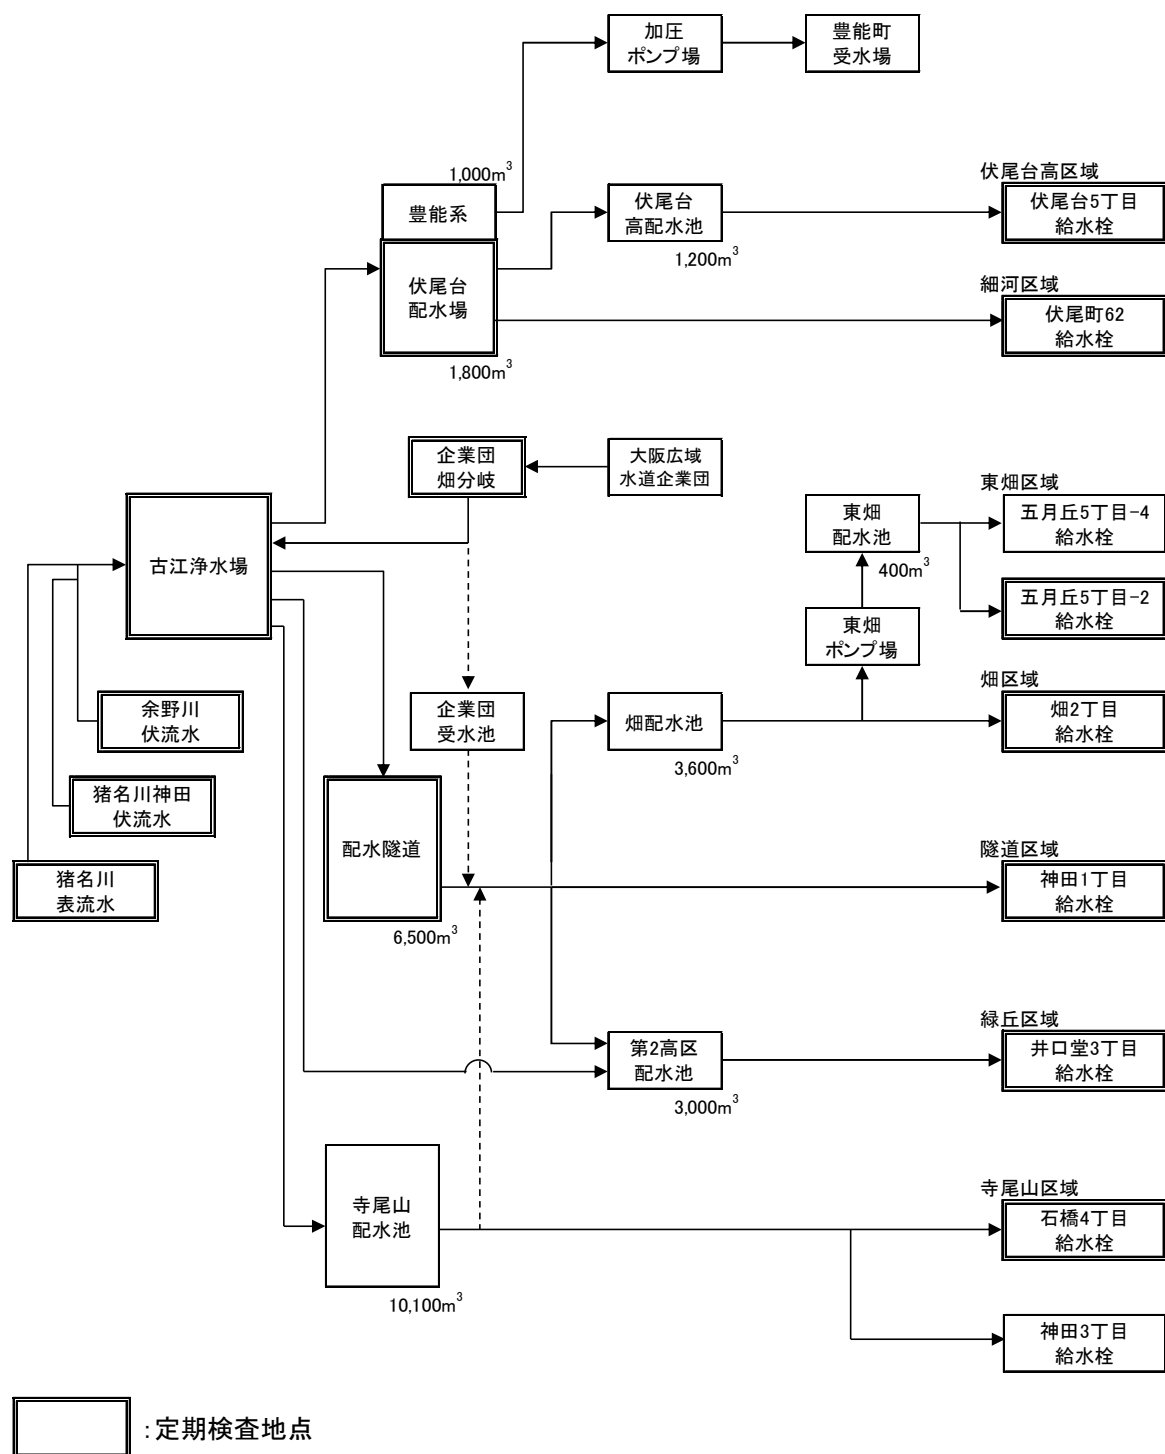 加圧
ポンプ場
豊能町
受水場
1,000m³
豊能系
伏尾台
配水場
1,800m³
伏尾台
高配水池
1,200m³
伏尾台高区域
伏尾台5丁目
給水栓
細河区域
伏尾町62
給水栓
企業団
畑分岐
大阪広域
水道企業団
古江浄水場
東畑
配水池
400m³
東畑区域
五月丘5丁目-4
給水栓
五月丘5丁目-2
給水栓
東畑
ポンプ場
余野川
伏流水
猪名川神田
伏流水
猪名川
表流水
企業団
受水池
畑配水池
3,600m³
畑区域
畑2丁目
給水栓
配水隧道
6,500m³
隧道区域
神田1丁目
給水栓
第2高区
配水池
3,000m³
緑丘区域
井口堂3丁目
給水栓
寺尾山
配水池
10,100m³
寺尾山区域
石橋4丁目
給水栓
神田3丁目
給水栓
:定期検査地点